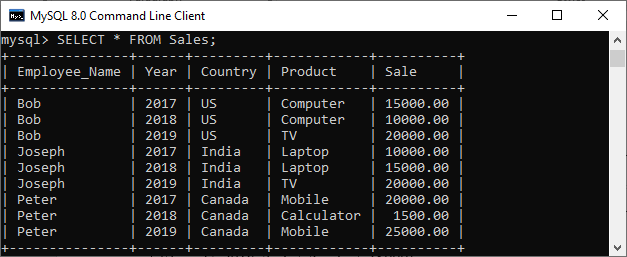 MySQL 8.0 Command Line Client
mysql> SELECT * FROM Sales;
+---------------+------+---------+------------+----------+
| Employee_Name | Year | Country | Product    | Sale     |
+---------------+------+---------+------------+----------+
| Bob           | 2017 | US      | Computer   | 15000.00 |
| Bob           | 2018 | US      | Computer   | 10000.00 |
| Bob           | 2019 | US      | TV         | 20000.00 |
| Joseph        | 2017 | India   | Laptop     | 10000.00 |
| Joseph        | 2018 | India   | Laptop     | 15000.00 |
| Joseph        | 2019 | India   | TV         | 20000.00 |
| Peter         | 2017 | Canada  | Mobile     | 20000.00 |
| Peter         | 2018 | Canada  | Calculator |  1500.00 |
| Peter         | 2019 | Canada  | Mobile     | 25000.00 |
+---------------+------+---------+------------+----------+